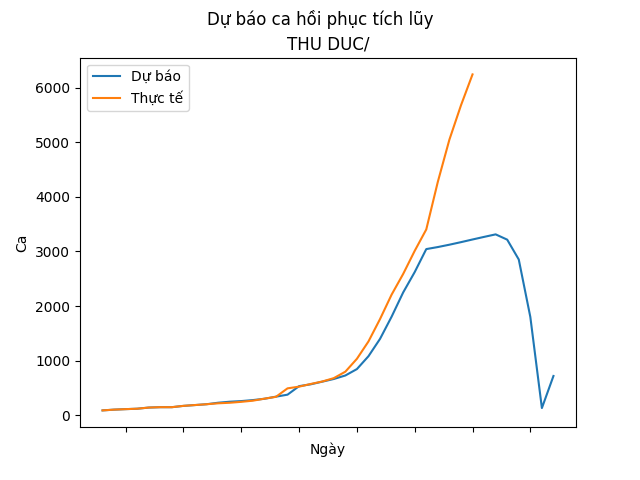 Dự báo ca hồi phục tích lũy
THU DUC/
Dự báo
Thực tế
6000
5000
4000
3000
2000
1000
0
Ca
Ngày